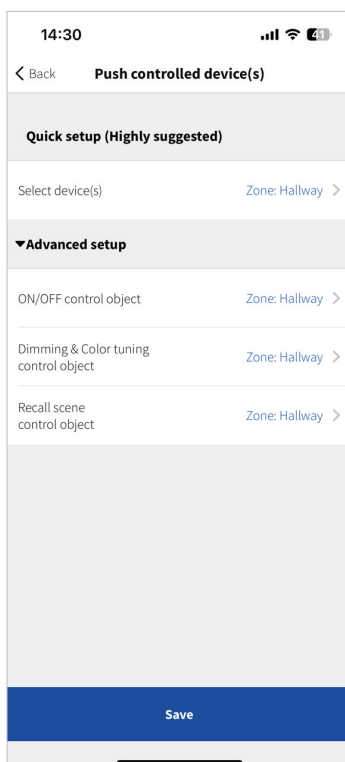 14:30
41
Back
Push controlled device(s)
Quick setup (Highly suggested)
Select device(s)
Zone: Hallway
Advanced setup
ON/OFF control object
Zone: Hallway
Dimming & Color tuning
control object
Zone: Hallway
Recall scene
control object
Zone: Hallway
Save